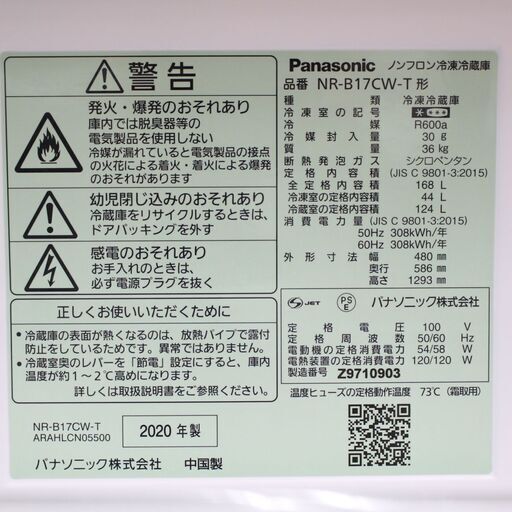 警告
発火・爆発のおそれあり
庫内では脱臭器等の
電気製品を使用しない
冷媒が漏れていると電気製品の接点
の火花による着火・着火による爆発
のおそれあり
幼児閉じ込みのおそれあり
冷蔵庫をリサイクルするときは、
ドアパッキングを外す
感電のおそれあり
お手入れのときは、
必ず電源プラグを抜く
正しくお使いいただくために
●冷蔵庫の表面が熱くなるのは、放熱パイプで露付
防止をしているためです。異常ではありません。
●冷蔵室奥のレバーを「節電」設定にすると、庫内
温度が約1〜2℃高めになります。
詳しくは取扱説明書をご参照ください。
NR-B17CW-T
ARAHLCN05500
2020年製
パナソニック株式会社 中国製
Panasonic ノンフロン冷凍冷蔵庫
品番 NR-B17CW-T形
種類 冷凍冷蔵庫
冷凍室の記号 ＊＊＊＊
冷媒 R600a
冷媒封入量 30 g
質量 36 kg
断熱発泡ガス シクロペンタン
定格内容積 (JIS C 9801-3:2015)
全定格内容積 168 L
冷凍室の定格内容積 44 L
冷蔵室の定格内容積 124 L
消費電力量 (JIS C 9801-3:2015)
50Hz 308kWh/年
60Hz 308kWh/年
外形寸法 幅 480 mm
奥行 586 mm
高さ 1293 mm
S JET PS E パナソニック株式会社
定格電圧 100 V
定格周波数 50/60 Hz
電動機の定格消費電力 54/58 W
電熱装置の定格消費電力 120/120 W
製造番号 Z9710903
温度ヒューズの定格動作温度 73℃(霜取用)